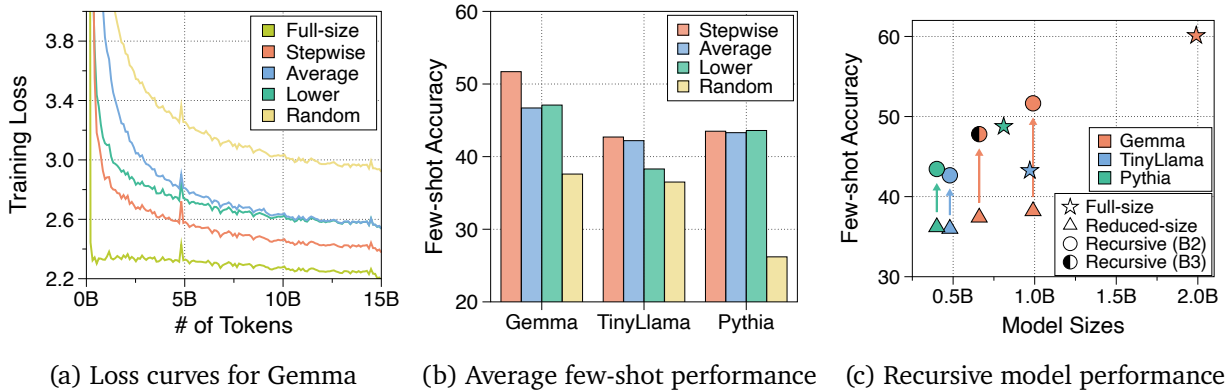 Training Loss
3.8
3.4
3.0
2.6
2.2
0B
5B
10B
15B
# of Tokens
Full-size
Stepwise
Average
Lower
Random
(a) Loss curves for Gemma
Few-shot Accuracy
60
50
40
30
20
Gemma
TinyLlama
Pythia
Stepwise
Average
Lower
Random
(b) Average few-shot performance
Few-shot Accuracy
60
50
40
30
0.5B
1.0B
1.5B
2.0B
Model Sizes
Gemma
TinyLlama
Pythia
Full-size
Reduced-size
Recursive (B2)
Recursive (B3)
(c) Recursive model performance